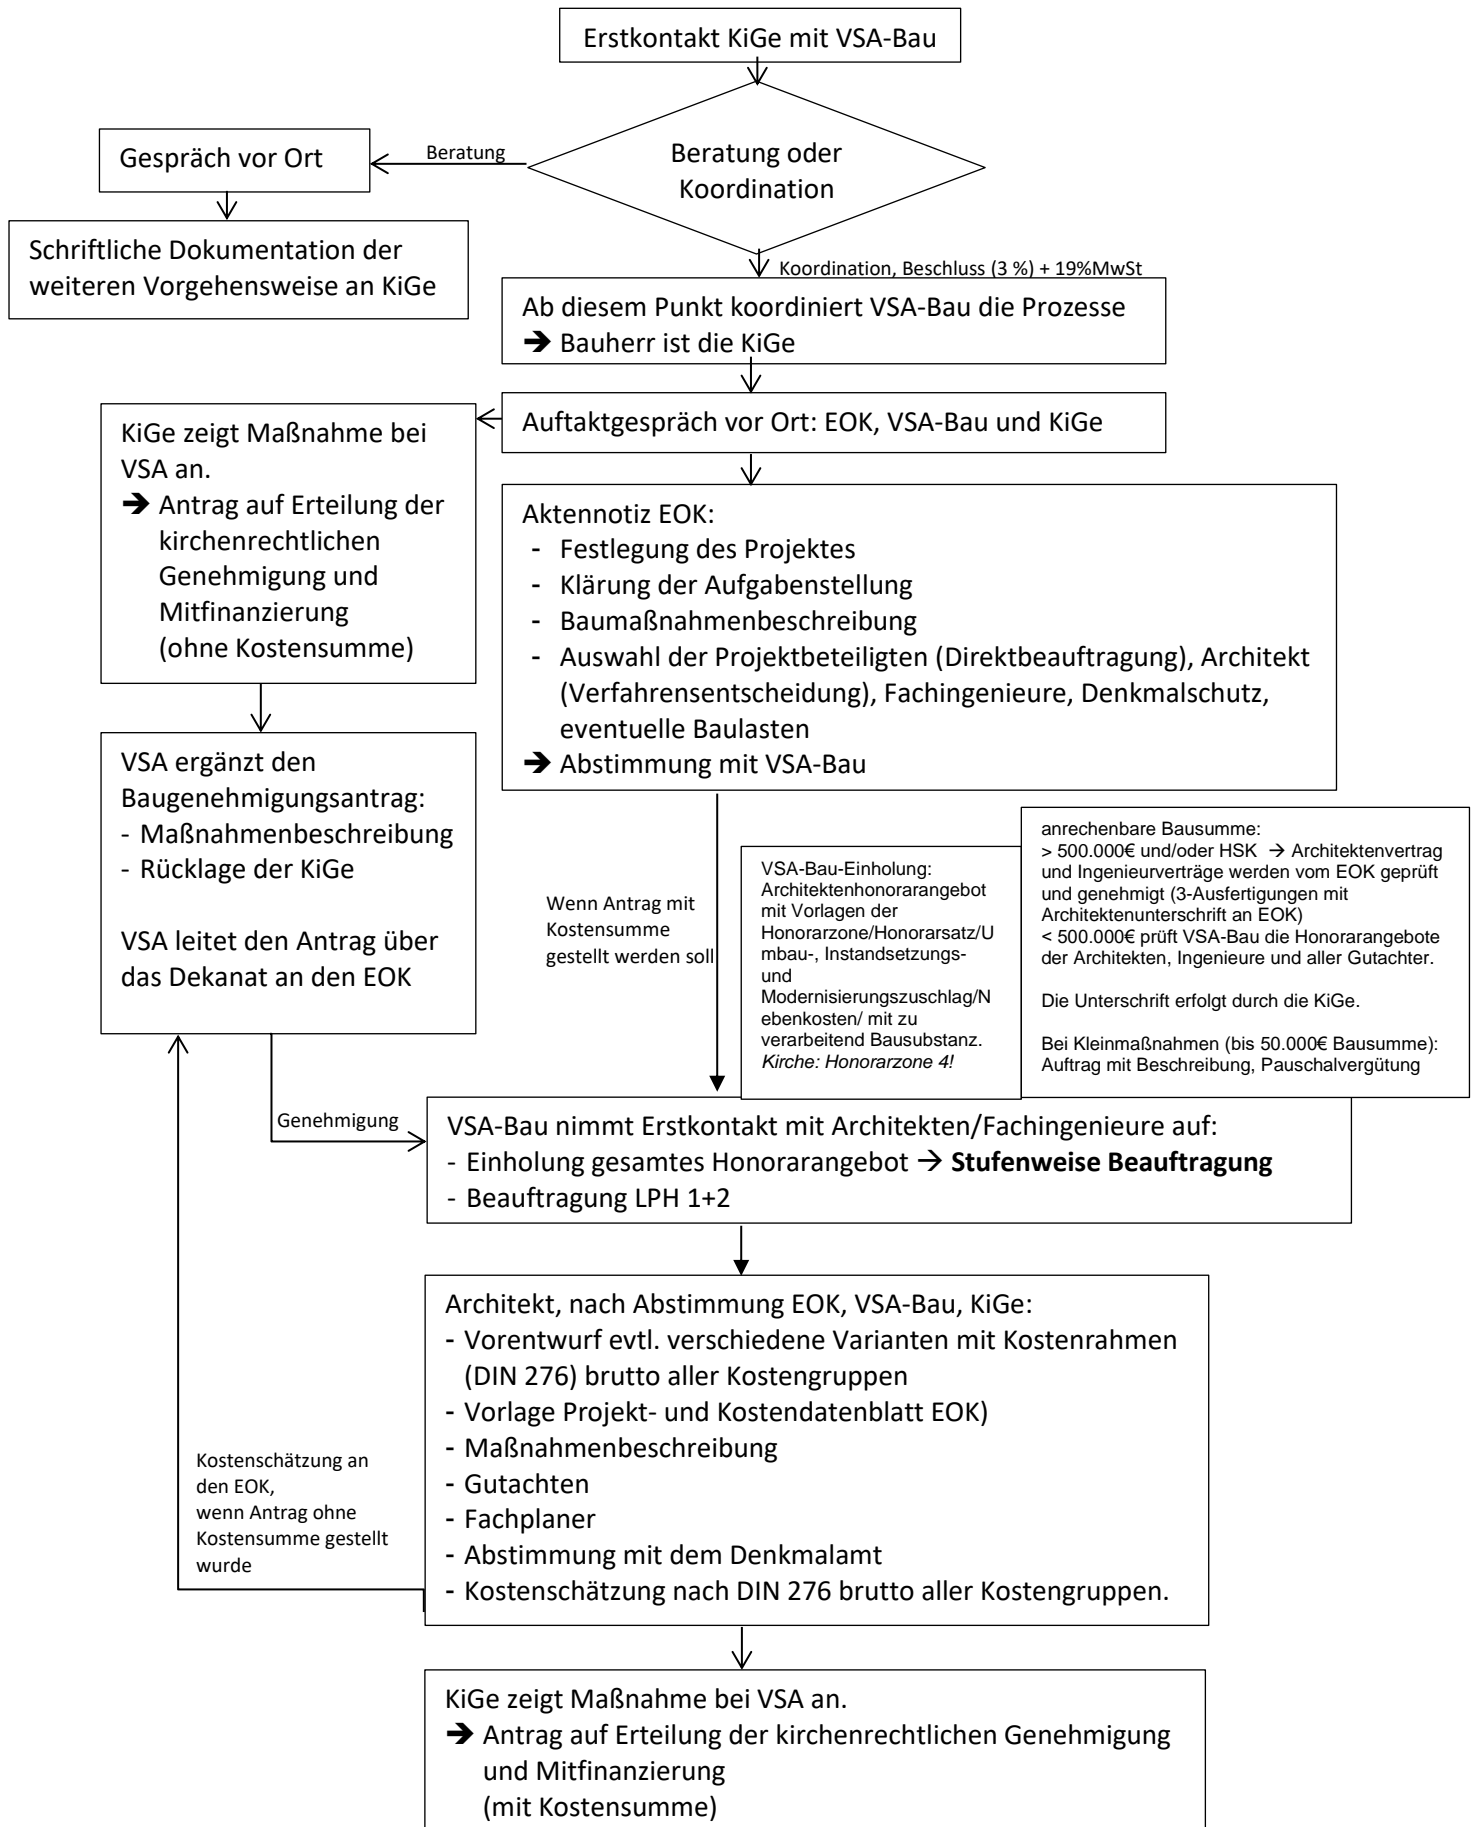 Erstkontakt KiGe mit VSA-Bau
Beratung oder
Koordination
Beratung
Gespräch vor Ort
Schriftliche Dokumentation der
weiteren Vorgehensweise an KiGe
Koordination, Beschluss (3 %) + 19%MwSt
Ab diesem Punkt koordiniert VSA-Bau die Prozesse
➔ Bauherr ist die KiGe
Auftaktgespräch vor Ort: EOK, VSA-Bau und KiGe
KiGe zeigt Maßnahme bei
VSA an.
➔ Antrag auf Erteilung der
kirchenrechtlichen
Genehmigung und
Mitfinanzierung
(ohne Kostensumme)
Aktennotiz EOK:
- Festlegung des Projektes
- Klärung der Aufgabenstellung
- Baumaßnahmenbeschreibung
- Auswahl der Projektbeteiligten (Direktbeauftragung), Architekt
(Verfahrensentscheidung), Fachingenieure, Denkmalschutz,
eventuelle Baulasten
➔ Abstimmung mit VSA-Bau
VSA ergänzt den
Baugenehmigungsantrag:
- Maßnahmenbeschreibung
- Rücklage der KiGe
VSA leitet den Antrag über
das Dekanat an den EOK
Wenn Antrag mit
Kostensumme
gestellt werden soll
VSA-Bau-Einholung:
Architektenhonorarangebot
mit Vorlagen der
Honorarzone/Honorarsatz/U
mbau-, Instandsetzungs-
und
Modernisierungszuschlag/N
ebenkosten/ mit zu
verarbeitend Bausubstanz.
Kirche: Honorarzone 4!
anrechenbare Bausumme:
> 500.000€ und/oder HSK → Architektenvertrag
und Ingenieurverträge werden vom EOK geprüft
und genehmigt (3-Ausfertigungen mit
Architektenunterschrift an EOK)
< 500.000€ prüft VSA-Bau die Honorarangebote
der Architekten, Ingenieure und aller Gutachter.
Die Unterschrift erfolgt durch die KiGe.
Bei Kleinmaßnahmen (bis 50.000€ Bausumme):
Auftrag mit Beschreibung, Pauschalvergütung
Genehmigung
VSA-Bau nimmt Erstkontakt mit Architekten/Fachingenieure auf:
- Einholung gesamtes Honorarangebot → Stufenweise Beauftragung
- Beauftragung LPH 1+2
Architekt, nach Abstimmung EOK, VSA-Bau, KiGe:
- Vorentwurf evtl. verschiedene Varianten mit Kostenrahmen
(DIN 276) brutto aller Kostengruppen
- Vorlage Projekt- und Kostendatenblatt EOK)
- Maßnahmenbeschreibung
- Gutachten
- Fachplaner
- Abstimmung mit dem Denkmalamt
- Kostenschätzung nach DIN 276 brutto aller Kostengruppen.
Kostenschätzung an
den EOK,
wenn Antrag ohne
Kostensumme gestellt
wurde
KiGe zeigt Maßnahme bei VSA an.
➔ Antrag auf Erteilung der kirchenrechtlichen Genehmigung
und Mitfinanzierung
(mit Kostensumme)